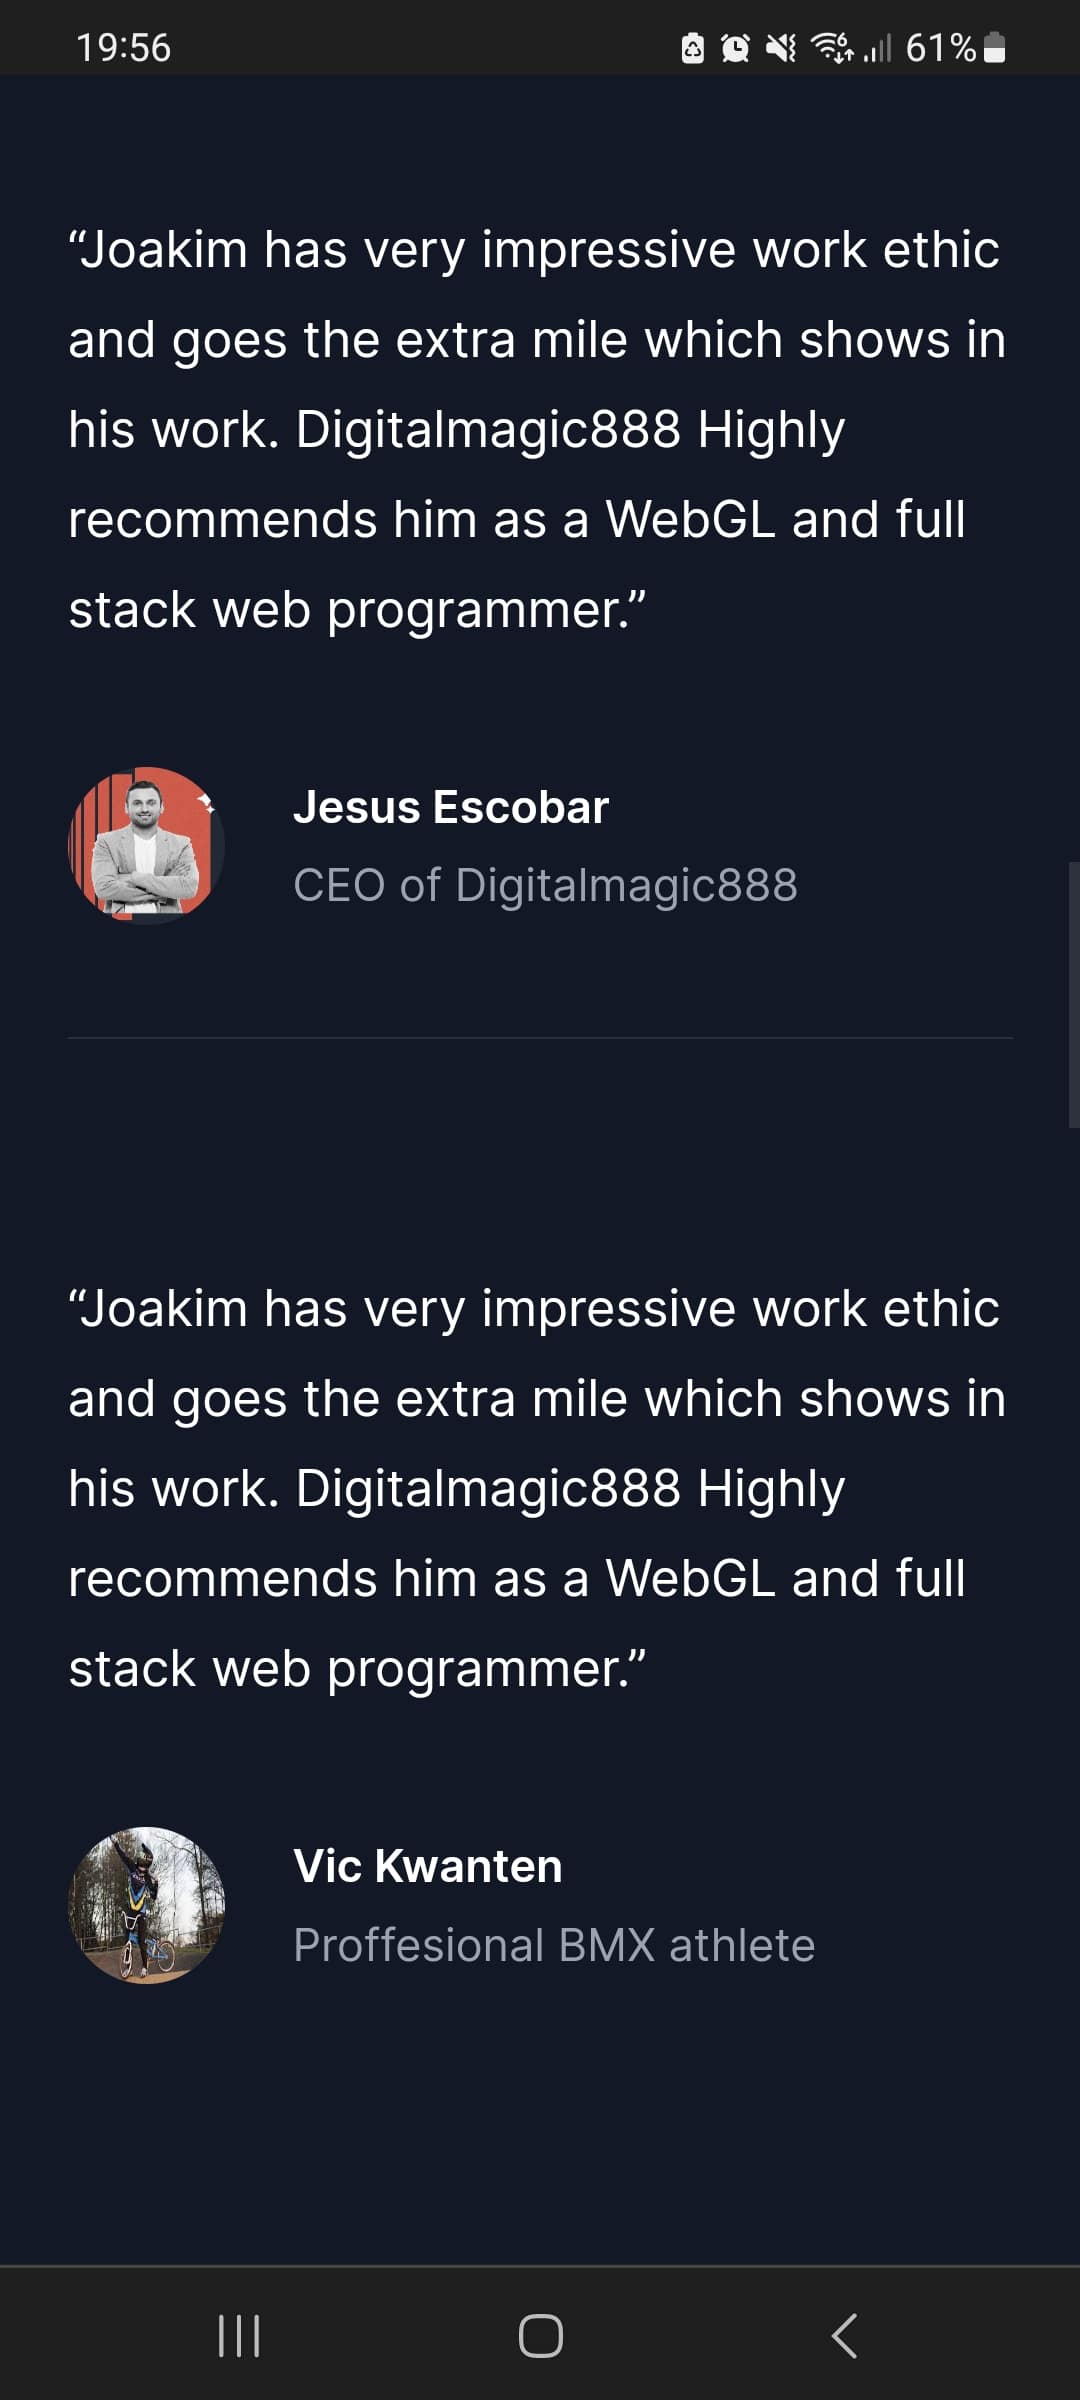 19:56
61%
“Joakim has very impressive work ethic
and goes the extra mile which shows in
his work. Digitalmagic888 Highly
recommends him as a WebGL and full
stack web programmer.”
Jesus Escobar
CEO of Digitalmagic888
“Joakim has very impressive work ethic
and goes the extra mile which shows in
his work. Digitalmagic888 Highly
recommends him as a WebGL and full
stack web programmer.”
Vic Kwanten
Proffesional BMX athlete